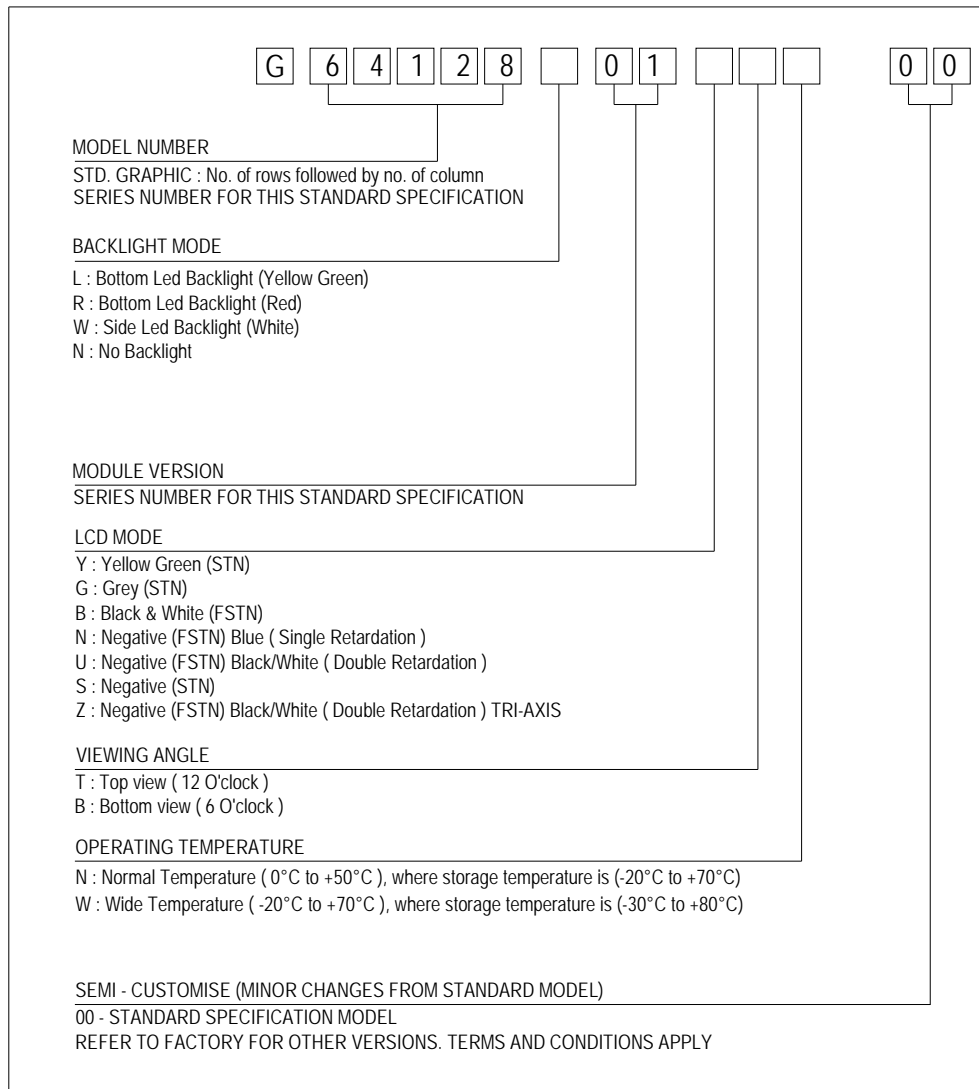 G 6 4 1 2 8 0 1 0 0
MODEL NUMBER
STD. GRAPHIC : No. of rows followed by no. of column
SERIES NUMBER FOR THIS STANDARD SPECIFICATION
BACKLIGHT MODE
L : Bottom Led Backlight (Yellow Green)
R : Bottom Led Backlight (Red)
W : Side Led Backlight (White)
N : No Backlight
MODULE VERSION
SERIES NUMBER FOR THIS STANDARD SPECIFICATION
LCD MODE
Y : Yellow Green (STN)
G : Grey (STN)
B : Black & White (FSTN)
N : Negative (FSTN) Blue ( Single Retardation )
U : Negative (FSTN) Black/White ( Double Retardation )
S : Negative (STN)
Z : Negative (FSTN) Black/White ( Double Retardation ) TRI-AXIS
VIEWING ANGLE
T : Top view ( 12 O'clock )
B : Bottom view ( 6 O'clock )
OPERATING TEMPERATURE
N : Normal Temperature ( 0°C to +50°C ), where storage temperature is (-20°C to +70°C)
W : Wide Temperature ( -20°C to +70°C ), where storage temperature is (-30°C to +80°C)
SEMI - CUSTOMISE (MINOR CHANGES FROM STANDARD MODEL)
00 - STANDARD SPECIFICATION MODEL
REFER TO FACTORY FOR OTHER VERSIONS. TERMS AND CONDITIONS APPLY